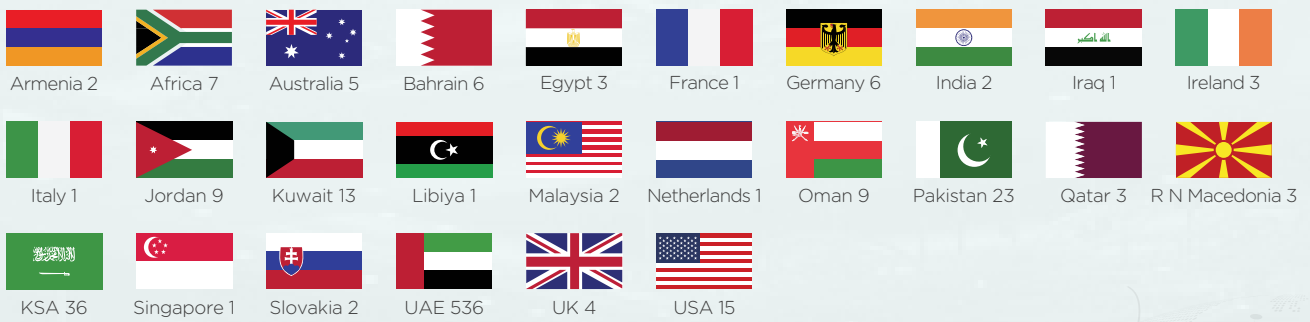 Armenia 2 Africa 7 Australia 5 Bahrain 6 Egypt 3 France 1 Germany 6 India 2 Iraq 1 Ireland 3
الله اكبر
Italy 1 Jordan 9 Kuwait 13 Libiya 1 Malaysia 2 Netherlands 1 Oman 9 Pakistan 23 Qatar 3 R N Macedonia 3
KSA 36 Singapore 1 Slovakia 2 UAE 536 UK 4 USA 15